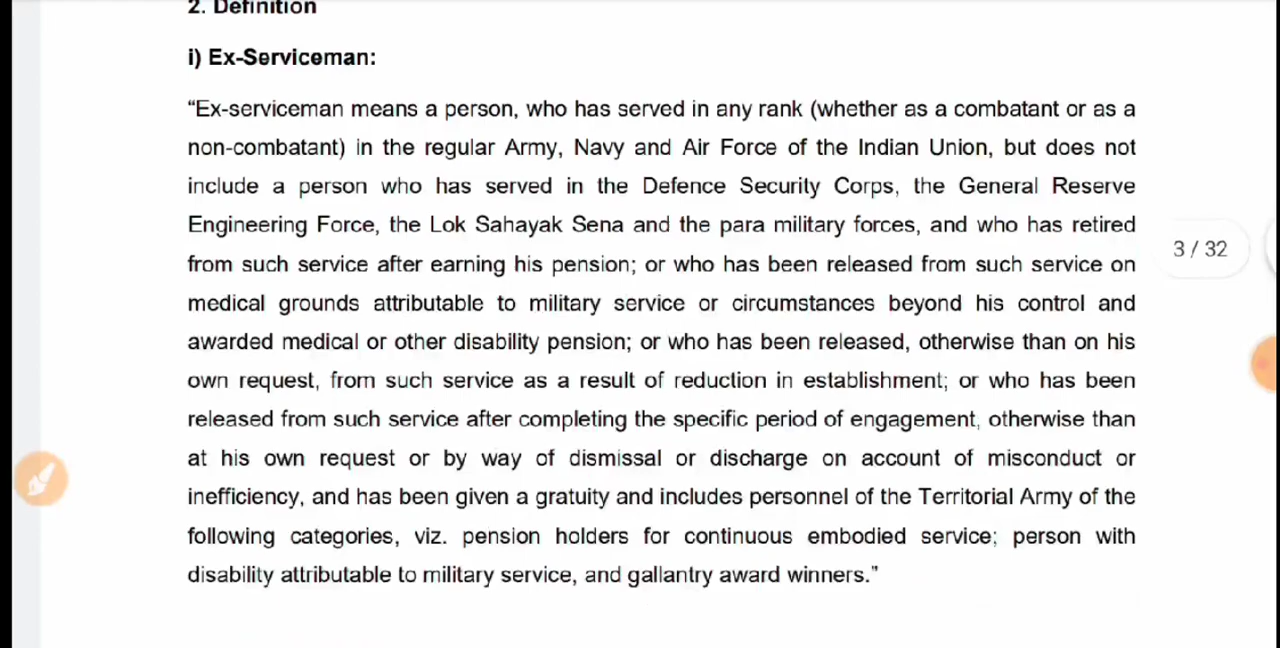 2. Definition
i) Ex-Serviceman:
“Ex-serviceman means a person, who has served in any rank (whether as a combatant or as a
non-combatant) in the regular Army, Navy and Air Force of the Indian Union, but does not
include a person who has served in the Defence Security Corps, the General Reserve
Engineering Force, the Lok Sahayak Sena and the para military forces, and who has retired
from such service after earning his pension; or who has been released from such service on
medical grounds attributable to military service or circumstances beyond his control and
awarded medical or other disability pension; or who has been released, otherwise than on his
own request, from such service as a result of reduction in establishment; or who has been
released from such service after completing the specific period of engagement, otherwise than
at his own request or by way of dismissal or discharge on account of misconduct or
inefficiency, and has been given a gratuity and includes personnel of the Territorial Army of the
following categories, viz. pension holders for continuous embodied service; person with
disability attributable to military service, and gallantry award winners.”
3 / 32